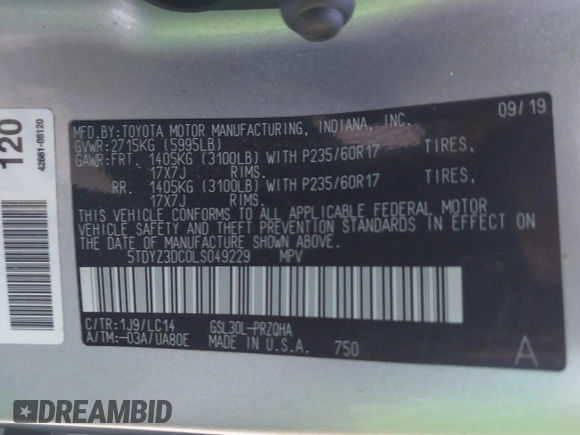 MFD.BY:TOYOTA MOTOR MANUFACTURING, INDIANA, INC. 09/19
GVWR:2715KG (5995LB)
GAWR:FRT. 1405KG (3100LB) WITH P235/60R17 TIRES,
17X7J RIMS.
RR. 1405KG (3100LB) WITH P235/60R17 TIRES,
17X7J RIMS.
THIS VEHICLE CONFORMS TO ALL APPLICABLE FEDERAL MOTOR
VEHICLE SAFETY AND THEFT PREVENTION STANDARDS IN EFFECT ON
THE DATE OF MANUFACTURE SHOWN ABOVE.
5TDYZ3DC0LS049229 MPV
C/TR:1J9/LC14 GSL30L-PRZQHA
A/TM:-03A/UA80E MADE IN U.S.A. 750 A
120
42661-08120
DREAMBID